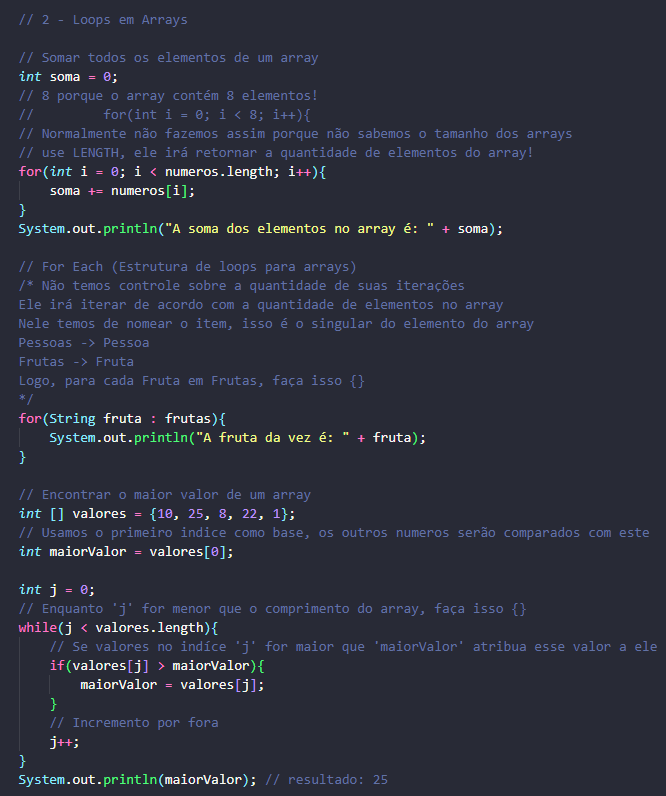 // 2 - Loops em Arrays
// Somar todos os elementos de um array
int soma = 0;
// 8 porque o array contém 8 elementos!
//         for(int i = 0; i < 8; i++){
// Normalmente não fazemos assim porque não sabemos o tamanho dos arrays
// use LENGTH, ele irá retornar a quantidade de elementos do array!
for(int i = 0; i < numeros.length; i++){
    soma += numeros[i];
}
System.out.println("A soma dos elementos no array é: " + soma);
// For Each (Estrutura de loops para arrays)
/* Não temos controle sobre a quantidade de suas iterações
Ele irá iterar de acordo com a quantidade de elementos no array
Nele temos de nomear o item, isso é o singular do elemento do array
Pessoas -> Pessoa
Frutas -> Fruta
Logo, para cada Fruta em Frutas, faça isso {}
*/
for(String fruta : frutas){
    System.out.println("A fruta da vez é: " + fruta);
}
// Encontrar o maior valor de um array
int [] valores = {10, 25, 8, 22, 1};
// Usamos o primeiro indice como base, os outros numeros serão comparados com este
int maiorValor = valores[0];
int j = 0;
// Enquanto 'j' for menor que o comprimento do array, faça isso {}
while(j < valores.length){
    // Se valores no indíce 'j' for maior que 'maiorValor' atribua esse valor a ele
    if(valores[j] > maiorValor){
        maiorValor = valores[j];
    }
    // Incremento por fora
    j++;
}
System.out.println(maiorValor); // resultado: 25